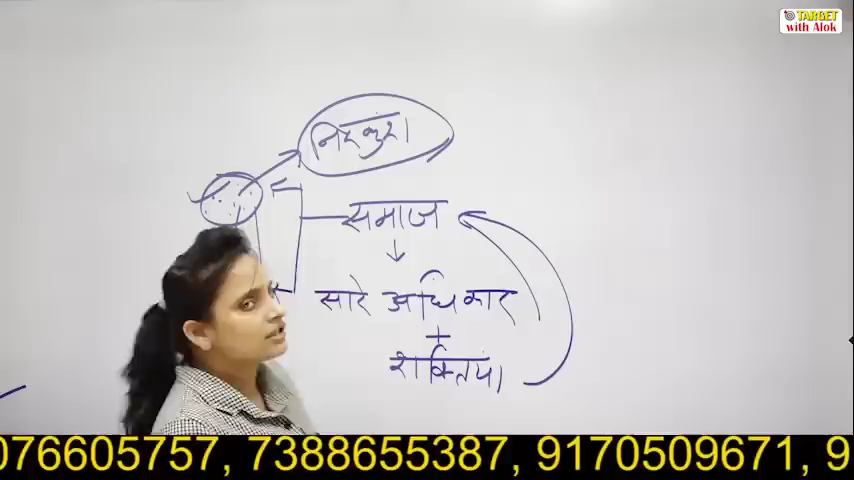 TARGET
with Alok
निरंकुश
समाज
सारे अधिकार
+
शक्तियां
076605757, 7388655387, 9170509671, 9